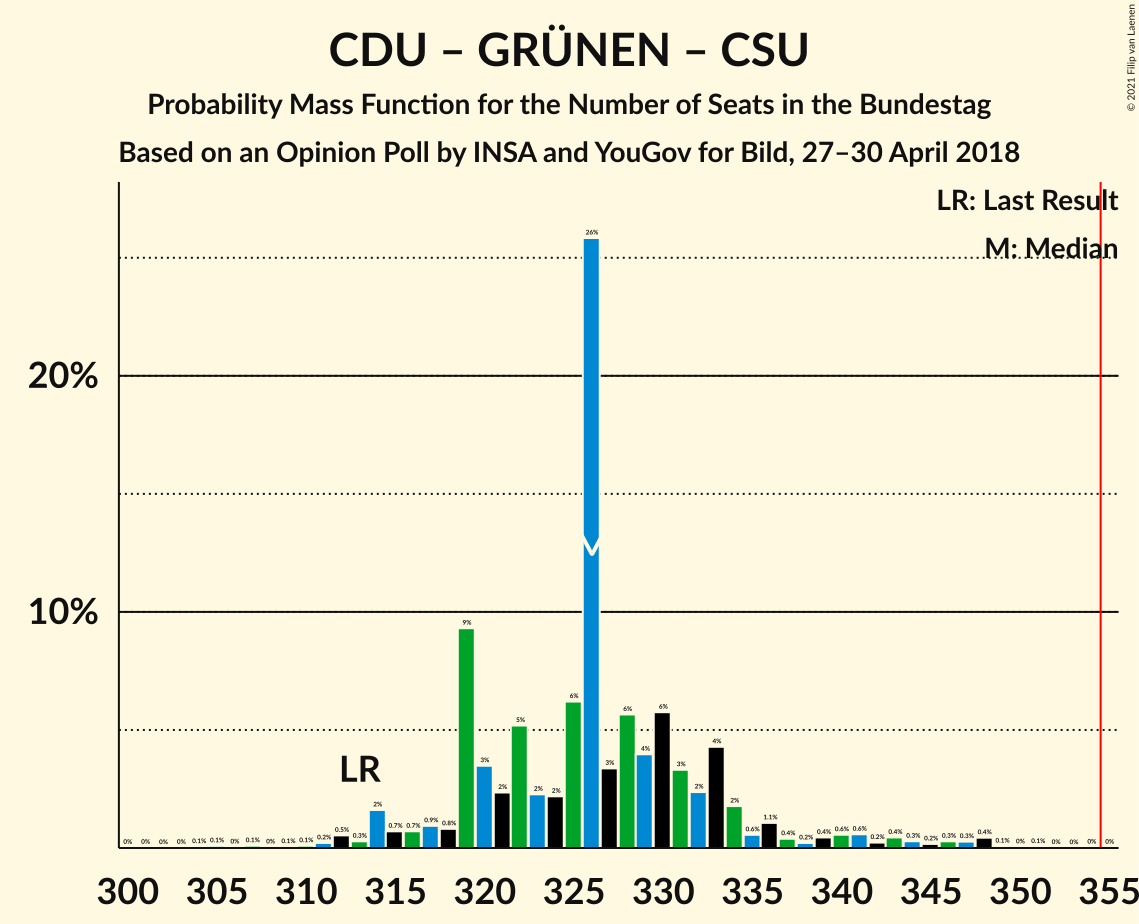 CDU – GRÜNEN – CSU
Probability Mass Function for the Number of Seats in the Bundestag
Based on an Opinion Poll by INSA and YouGov for Bild, 27–30 April 2018
© 2021 Filip van Laenen
LR: Last Result
M: Median
20%
10%
LR
M
0% 0% 0% 0% 0.1% 0.1% 0% 0.1% 0% 0.1% 0.1% 0.2% 0.5% 0.3% 2% 0.7% 0.7% 0.9% 0.8% 9% 3% 2% 5% 2% 2% 6% 26% 3% 6% 4% 6% 3% 2% 4% 2% 0.6% 1.1% 0.4% 0.2% 0.4% 0.6% 0.6% 0.2% 0.4% 0.3% 0.2% 0.3% 0.3% 0.4% 0.1% 0% 0.1% 0% 0% 0% 0%
300 305 310 315 320 325 330 335 340 345 350 355